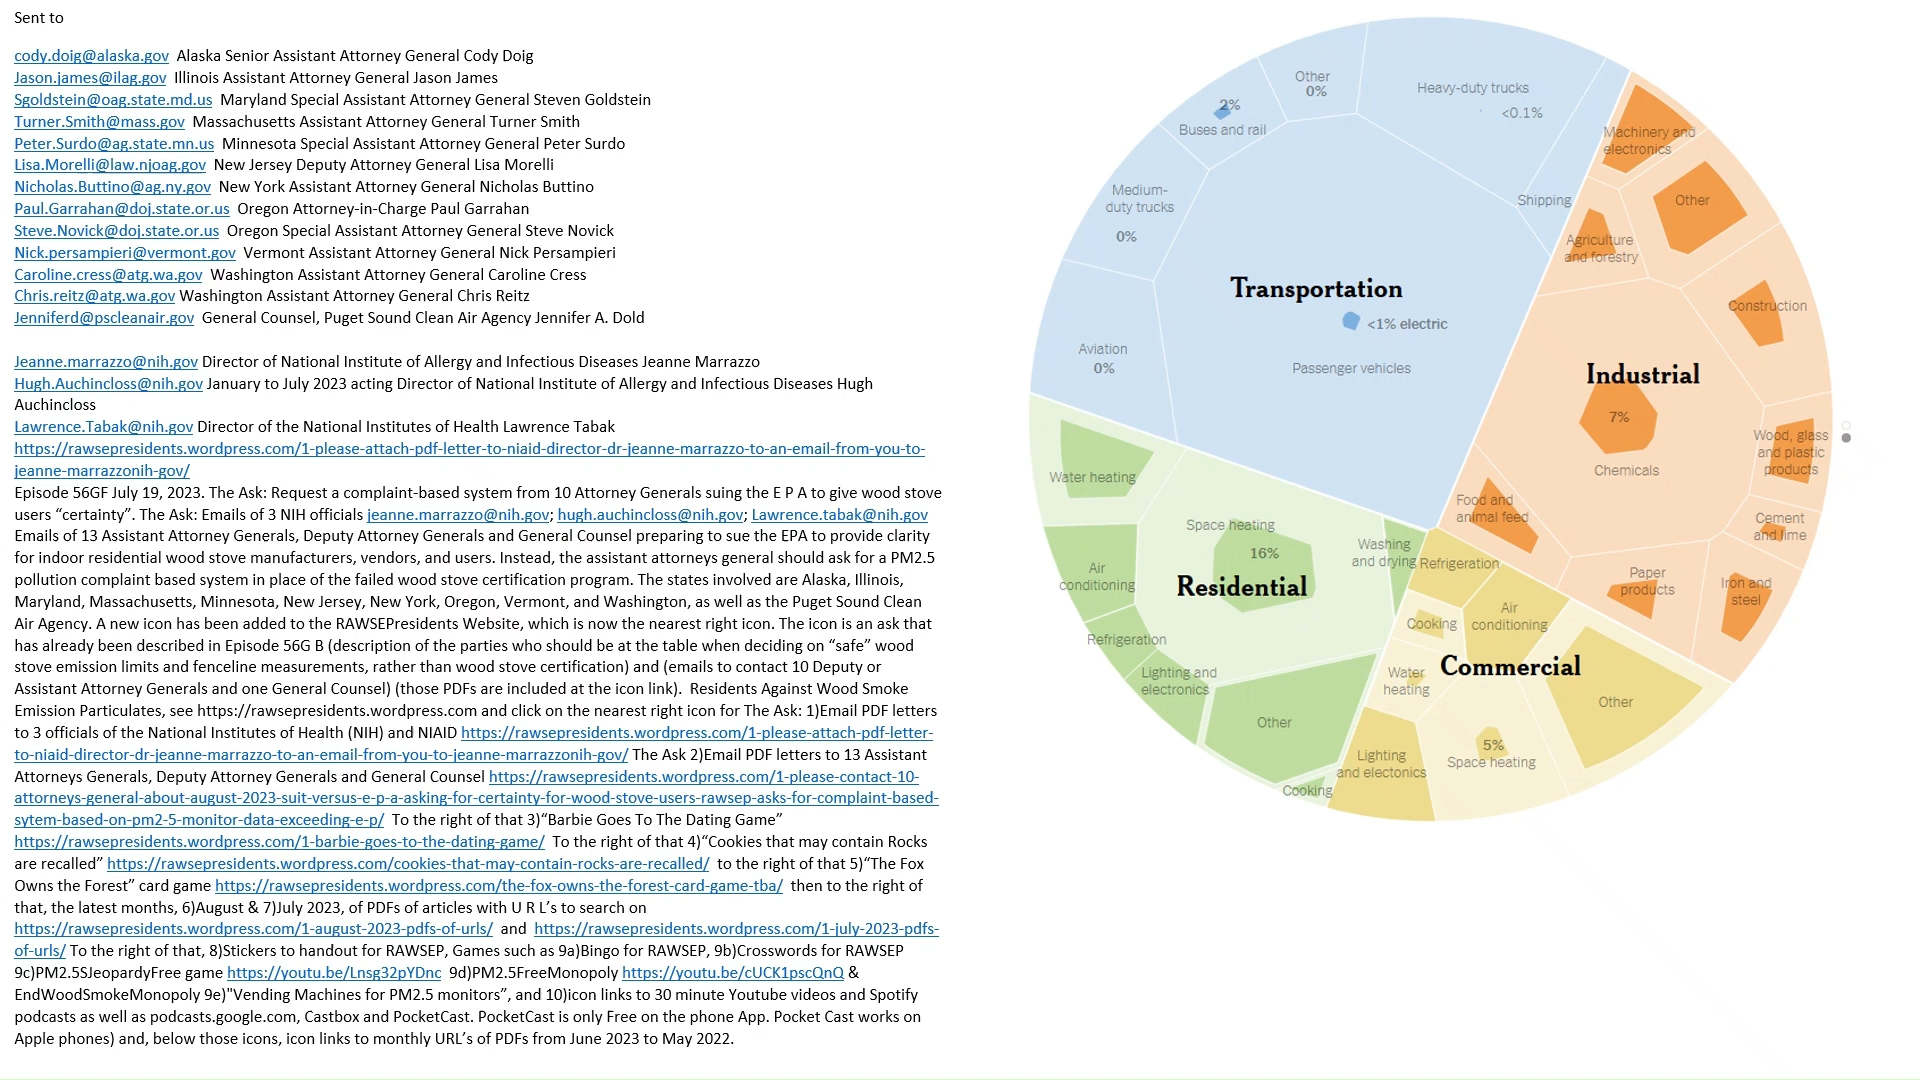 Sent to
cody.doig@alaska.gov Alaska Senior Assistant Attorney General Cody Doig
Jason.james@ilag.gov Illinois Assistant Attorney General Jason James
Sgoldstein@oag.state.md.us Maryland Special Assistant Attorney General Steven Goldstein
Turner.Smith@mass.gov Massachusetts Assistant Attorney General Turner Smith
Peter.Surdo@ag.state.mn.us Minnesota Special Assistant Attorney General Peter Surdo
Lisa.Morelli@law.njoag.gov New Jersey Deputy Attorney General Lisa Morelli
Nicholas.Buttino@ag.ny.gov New York Assistant Attorney General Nicholas Buttino
Paul.Garrahan@doj.state.or.us Oregon Attorney-in-Charge Paul Garrahan
Steve.Novick@doj.state.or.us Oregon Special Assistant Attorney General Steve Novick
Nick.persampieri@vermont.gov Vermont Assistant Attorney General Nick Persampieri
Caroline.cress@atg.wa.gov Washington Assistant Attorney General Caroline Cress
Chris.reitz@atg.wa.gov Washington Assistant Attorney General Chris Reitz
Jenniferd@pscleanair.gov General Counsel, Puget Sound Clean Air Agency Jennifer A. Dold
Jeanne.marrazzo@nih.gov Director of National Institute of Allergy and Infectious Diseases Jeanne Marrazzo
Hugh.Auchincloss@nih.gov January to July 2023 acting Director of National Institute of Allergy and Infectious Diseases Hugh
Auchincloss
Lawrence.Tabak@nih.gov Director of the National Institutes of Health Lawrence Tabak
https://rawsepresidents.wordpress.com/1-please-attach-pdf-letter-to-niaid-director-dr-jeanne-marrazzo-to-an-email-from-you-to-
jeanne-marrazzonih-gov/
Episode 56GF July 19, 2023. The Ask: Request a complaint-based system from 10 Attorney Generals suing the E P A to give wood stove
users “certainty”. The Ask: Emails of 3 NIH officials jeanne.marrazzo@nih.gov; hugh.auchincloss@nih.gov; Lawrence.tabak@nih.gov
Emails of 13 Assistant Attorney Generals, Deputy Attorney Generals and General Counsel preparing to sue the EPA to provide clarity
for indoor residential wood stove manufacturers, vendors, and users. Instead, the assistant attorneys general should ask for a PM2.5
pollution complaint based system in place of the failed wood stove certification program. The states involved are Alaska, Illinois,
Maryland, Massachusetts, Minnesota, New Jersey, New York, Oregon, Vermont, and Washington, as well as the Puget Sound Clean
Air Agency. A new icon has been added to the RAWSEPresidents Website, which is now the nearest right icon. The icon is an ask that
has already been described in Episode 56G B (description of the parties who should be at the table when deciding on “safe” wood
stove emission limits and fenceline measurements, rather than wood stove certification) and (emails to contact 10 Deputy or
Assistant Attorney Generals and one General Counsel) (those PDFs are included at the icon link). Residents Against Wood Smoke
Emission Particulates, see https://rawsepresidents.wordpress.com and click on the nearest right icon for The Ask: 1)Email PDF letters
to 3 officials of the National Institutes of Health (NIH) and NIAID https://rawsepresidents.wordpress.com/1-please-attach-pdf-letter-
to-niaid-director-dr-jeanne-marrazzo-to-an-email-from-you-to-jeanne-marrazzonih-gov/ The Ask 2)Email PDF letters to 13 Assistant
Attorneys Generals, Deputy Attorney Generals and General Counsel https://rawsepresidents.wordpress.com/1-please-contact-10-
attorneys-general-about-august-2023-suit-versus-e-p-a-asking-for-certainty-for-wood-stove-users-rawsep-asks-for-complaint-based-
sytem-based-on-pm2-5-monitor-data-exceeding-e-p/ To the right of that 3)“Barbie Goes To The Dating Game”
https://rawsepresidents.wordpress.com/1-barbie-goes-to-the-dating-game/ To the right of that 4)“Cookies that may contain Rocks
are recalled” https://rawsepresidents.wordpress.com/cookies-that-may-contain-rocks-are-recalled/ to the right of that 5)“The Fox
Owns the Forest” card game https://rawsepresidents.wordpress.com/the-fox-owns-the-forest-card-game-tba/ then to the right of
that, the latest months, 6)August & 7)July 2023, of PDFs of articles with U R L’s to search on
https://rawsepresidents.wordpress.com/1-august-2023-pdfs-of-urls/ and https://rawsepresidents.wordpress.com/1-july-2023-pdfs-
of-urls/ To the right of that, 8)Stickers to handout for RAWSEP, Games such as 9a)Bingo for RAWSEP, 9b)Crosswords for RAWSEP
9c)PM2.5SJeopardyFree game https://youtu.be/Lnsg32pYDnc 9d)PM2.5FreeMonopoly https://youtu.be/cUCK1pscQnQ &
EndWoodSmokeMonopoly 9e)"Vending Machines for PM2.5 monitors”, and 10)icon links to 30 minute Youtube videos and Spotify
podcasts as well as podcasts.google.com, Castbox and PocketCast. PocketCast is only Free on the phone App. Pocket Cast works on
Apple phones) and, below those icons, icon links to monthly URL’s of PDFs from June 2023 to May 2022.
Other
0%
Heavy-duty trucks
<0.1%
2%
Buses and rail
Medium-
duty trucks
0%
Shipping
Transportation
<1% electric
Passenger vehicles
Aviation
0%
Machinery and
electronics
Other
Agriculture
and forestry
Construction
Industrial
7%
Chemicals
Wood, glass
and plastic
products
Food and
animal feed
Cement
and lime
Paper
products
Iron and
steel
Water heating
Space heating
16%
Washing
and drying
Residential
Air
conditioning
Refrigeration
Lighting and
electronics
Other
Cooking
Refrigeration
Air
conditioning
Cooking
Commercial
Water
heating
Other
5%
Space heating
Lighting
and electonics